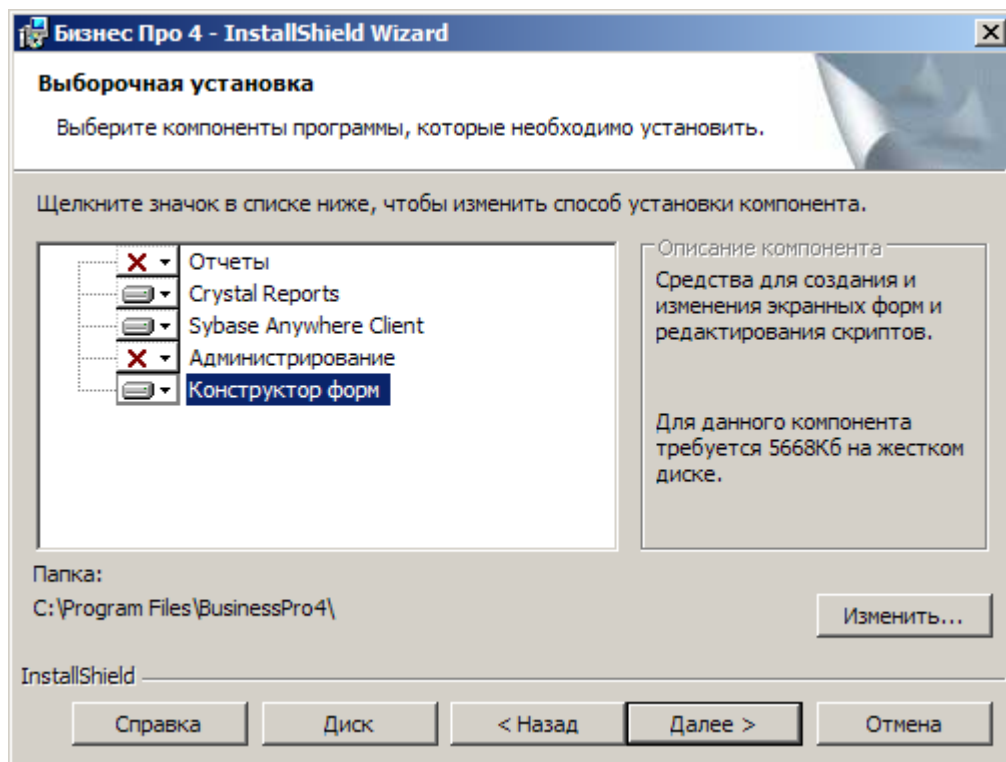 Бизнес Про 4 - InstallShield Wizard
Выборочная установка
Выберите компоненты программы, которые необходимо установить.
Щелкните значок в списке ниже, чтобы изменить способ установки компонента.
Отчеты
Crystal Reports
Sybase Anywhere Client
Администрирование
Конструктор форм
Описание компонента
Средства для создания и
изменения экранных форм и
редактирования скриптов.
Для данного компонента
требуется 5668Кб на жестком
диске.
Папка:
C:\Program Files\BusinessPro4\
Изменить...
InstallShield
Справка
Диск
< Назад
Далее >
Отмена